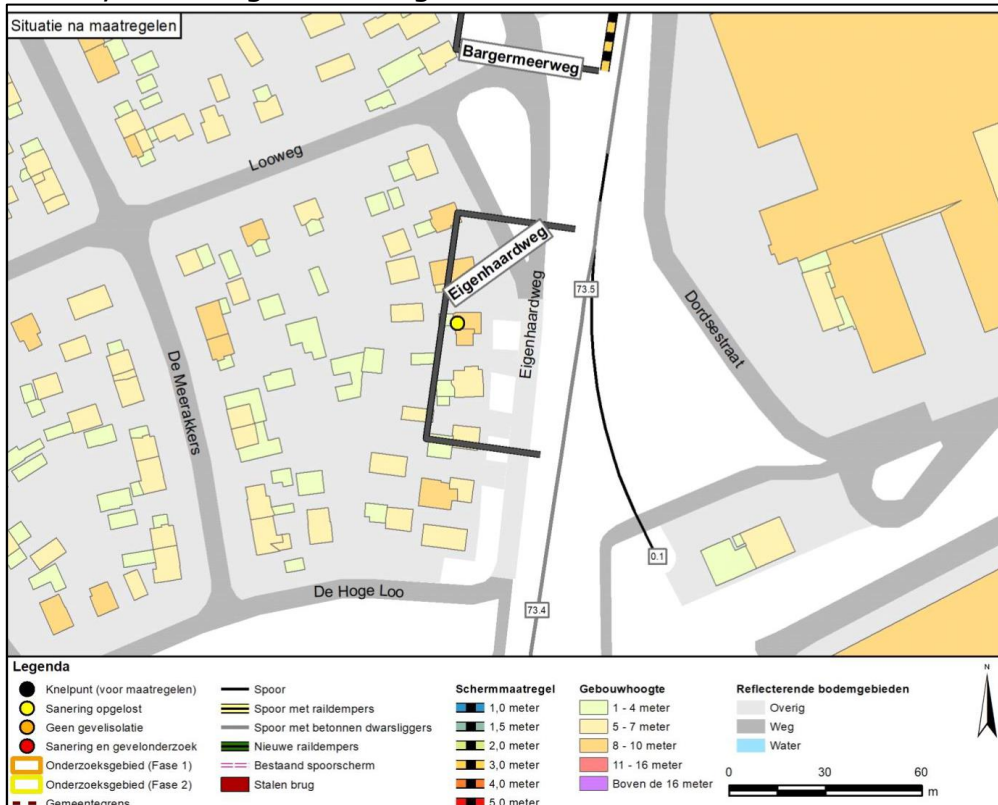 Situatie na maatregelen
Bargermeerweg
Looweg
Eigenhaardweg
Eigenhaardweg
73.5
Dordsestraat
De Meerakkers
0.1
De Hoge Loo
73.4
Legenda
Knelpunt (voor maatregelen)
Sanering opgelost
Geen gevelisolatie
Sanering en gevelonderzoek
Onderzoeksgebied (Fase 1)
Onderzoeksgebied (Fase 2)
Gemeentegrens
Spoor
Spoor met raildempers
Spoor met betonnen dwarsliggers
Nieuwe raildempers
Bestaand spoorscherm
Stalen brug
Schermmaatregel
1,0 meter
1,5 meter
2,0 meter
3,0 meter
4,0 meter
5,0 meter
Gebouwhoogte
1 - 4 meter
5 - 7 meter
8 - 10 meter
11 - 16 meter
Boven de 16 meter
Reflecterende bodemgebieden
Overig
Weg
Water
N
0 30 60
m